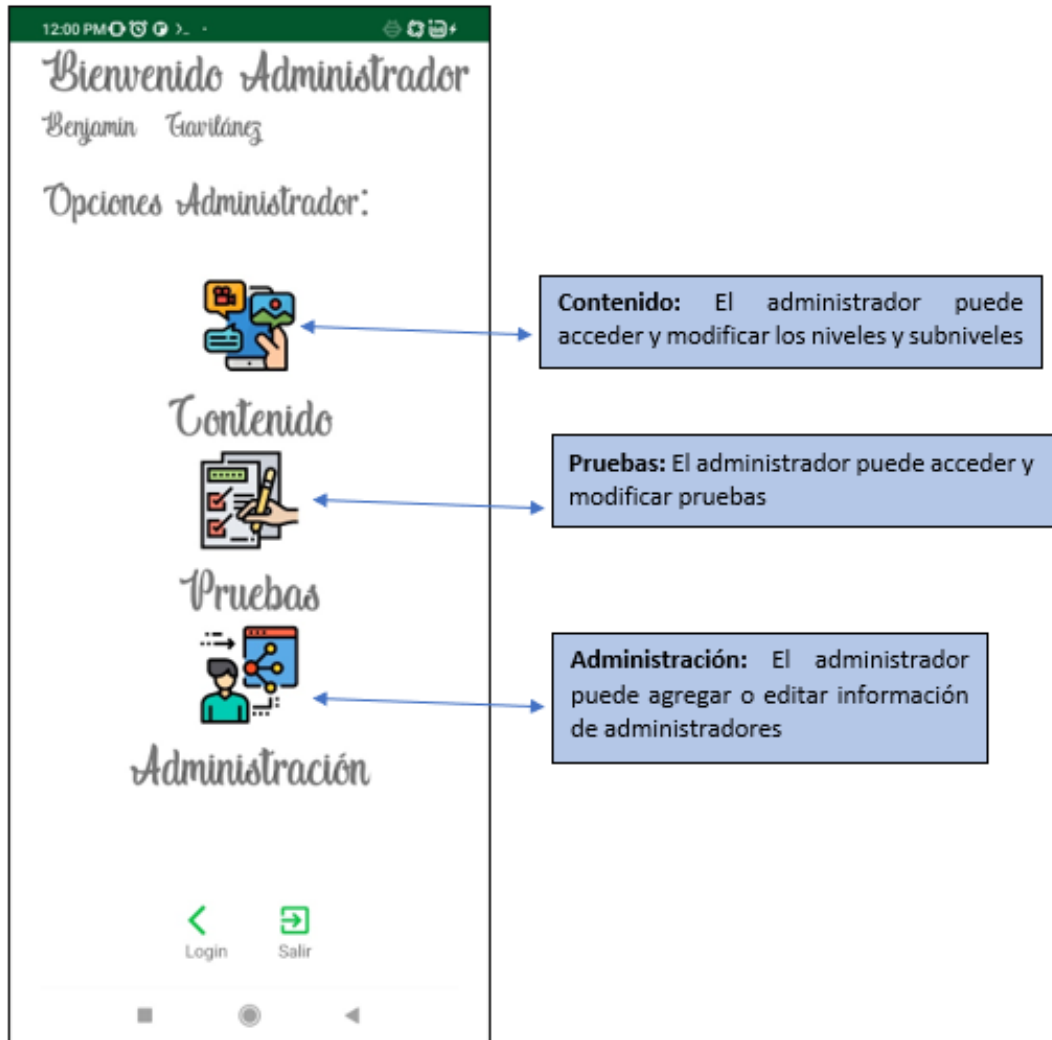 12:00 PM
Bienvenido Administrador
Benjamin Gavilánez
Opciones Administrador:
Contenido
Pruebas
Administración
Login Salir
Contenido: El administrador puede
acceder y modificar los niveles y subniveles
Pruebas: El administrador puede acceder y
modificar pruebas
Administración: El administrador
puede agregar o editar información
de administradores